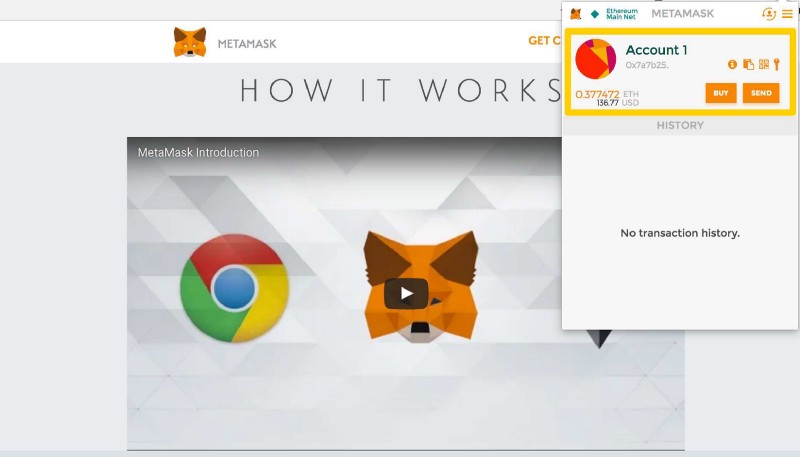 METAMASK
GET C
HOW IT WORKS
MetaMask Introduction
Ethereum
Main Net
METAMASK
Account 1
0x7a7b25.
0.377472 ETH
136.77 USD
BUY
SEND
HISTORY
No transaction history.